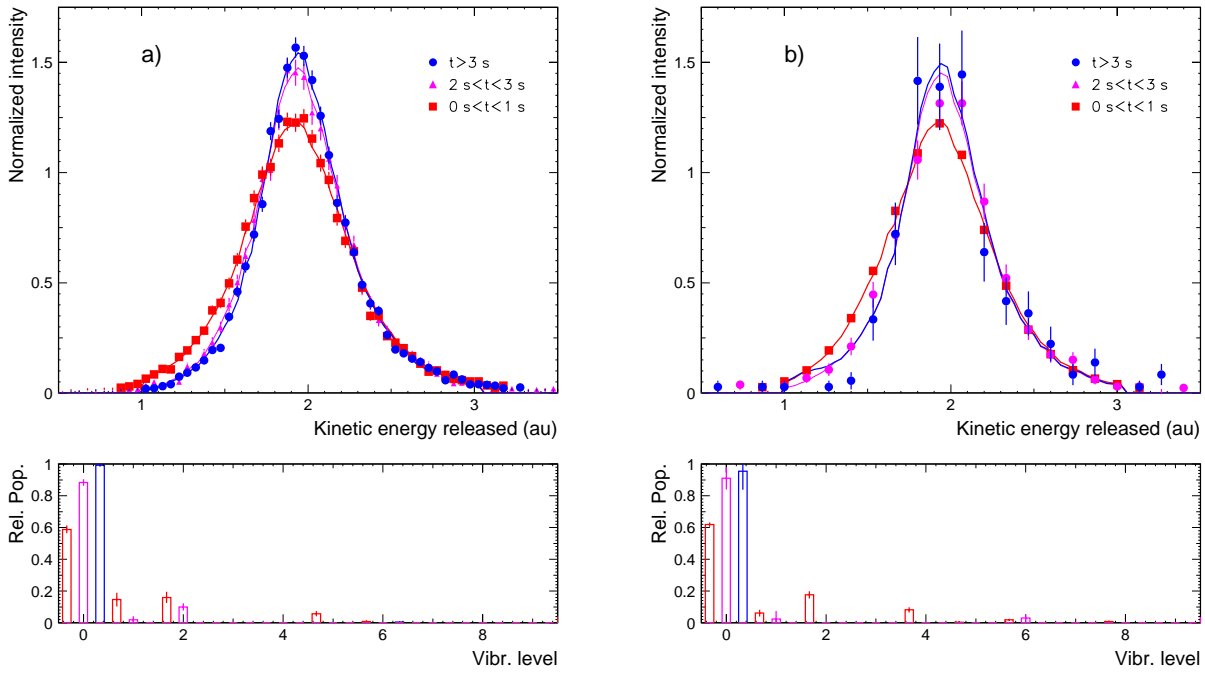 a)
t>3 s
2 s<t<3 s
0 s<t<1 s
Normalized intensity
1.5
1
0.5
0
1 2 3
Kinetic energy released (au)
b)
t>3 s
2 s<t<3 s
0 s<t<1 s
Normalized intensity
1.5
1
0.5
0
1 2 3
Kinetic energy released (au)
Rel. Pop.
1
0.8
0.6
0.4
0.2
0
0 2 4 6 8
Vibr. level
Rel. Pop.
1
0.8
0.6
0.4
0.2
0
0 2 4 6 8
Vibr. level